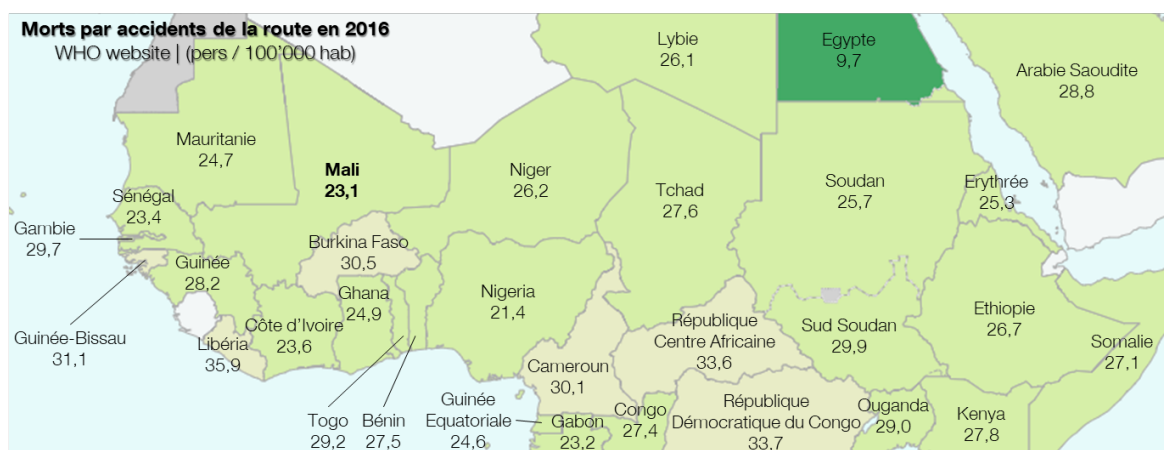 Morts par accidents de la route en 2016
WHO website | (pers / 100'000 hab)
Lybie
26,1
Egypte
9,7
Arabie Saoudite
28,8
Mauritanie
24,7
Mali
23,1
Niger
26,2
Tchad
27,6
Soudan
25,7
Erythrée
25,3
Sénégal
23,4
Gambie
29,7
Burkina Faso
30,5
Guinée
28,2
Ghana
24,9
Nigeria
21,4
Ethiopie
26,7
Guinée-Bissau
31,1
Libéria
35,9
Côte d'Ivoire
23,6
Cameroun
30,1
République
Centre Africaine
33,6
Sud Soudan
29,9
Somalie
27,1
Togo
29,2
Bénin
27,5
Guinée
Equatoriale
24,6
Gabon
23,2
Congo
27,4
République
Démocratique du Congo
33,7
Ouganda
29,0
Kenya
27,8